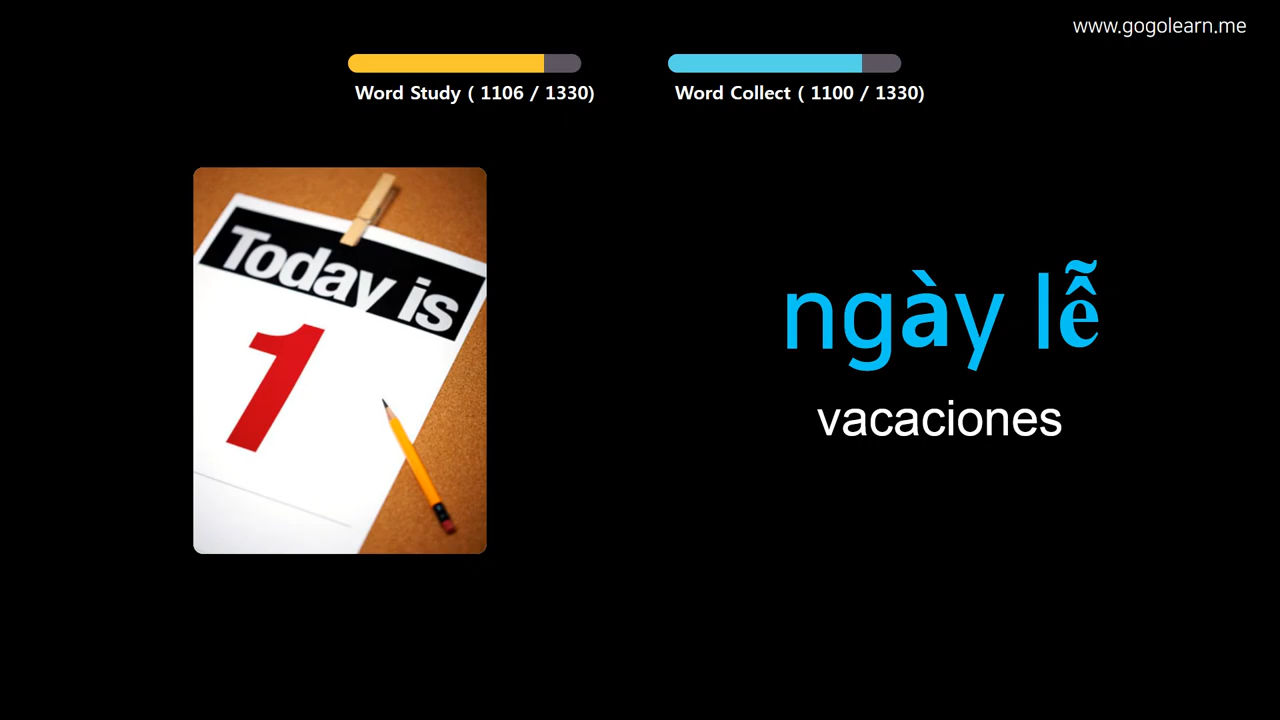 www.gogolearn.me
Word Study ( 1106 / 1330)
Word Collect ( 1100 / 1330)
Today is
1
ngày lễ
vacaciones